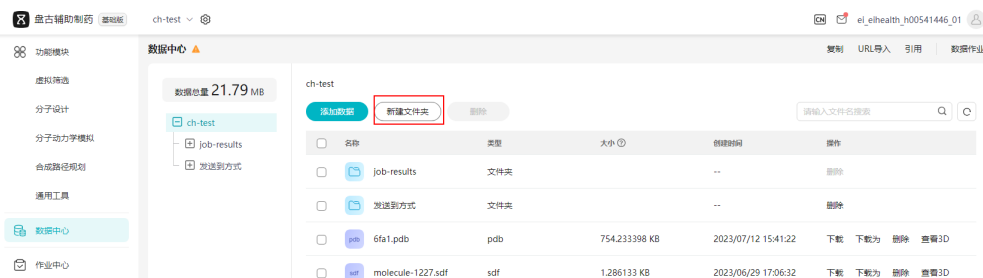 盘古辅助制药 基础版 ch-test CN ei_eihealth_h00541446_01
功能模块
虚拟筛选
分子设计
分子动力学模拟
合成路径规划
通用工具
数据中心
作业中心
数据中心 复制 URL导入 引用 数据作业
数据总量 21.79 MB
ch-test
job-results
发送到方式
ch-test
添加数据 新建文件夹 删除 请输入文件名搜索
名称 类型 大小 创建时间 操作
job-results 文件夹 -- 删除
发送到方式 文件夹 -- 删除
pdb 6fa1.pdb pdb 754.233398 KB 2023/07/12 15:41:22 下载 下载为 删除 查看3D
sdf molecule-1227.sdf sdf 1.286133 KB 2023/06/29 17:06:32 下载 下载为 删除 查看3D